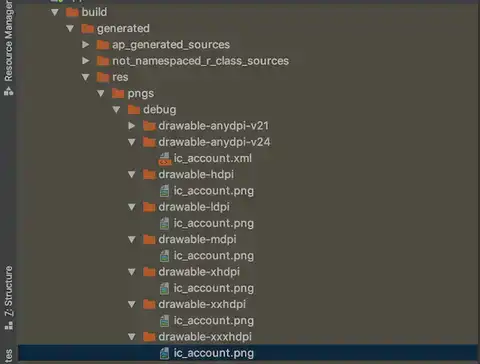 build
generated
ap_generated_sources
not_namespaced_r_class_sources
res
pngs
debug
drawable-anydpi-v21
drawable-anydpi-v24
ic_account.xml
drawable-hdpi
ic_account.png
drawable-ldpi
ic_account.png
drawable-mdpi
ic_account.png
drawable-xhdpi
ic_account.png
drawable-xxhdpi
ic_account.png
drawable-xxxhdpi
ic_account.png
Resource Manager
Z: Structure